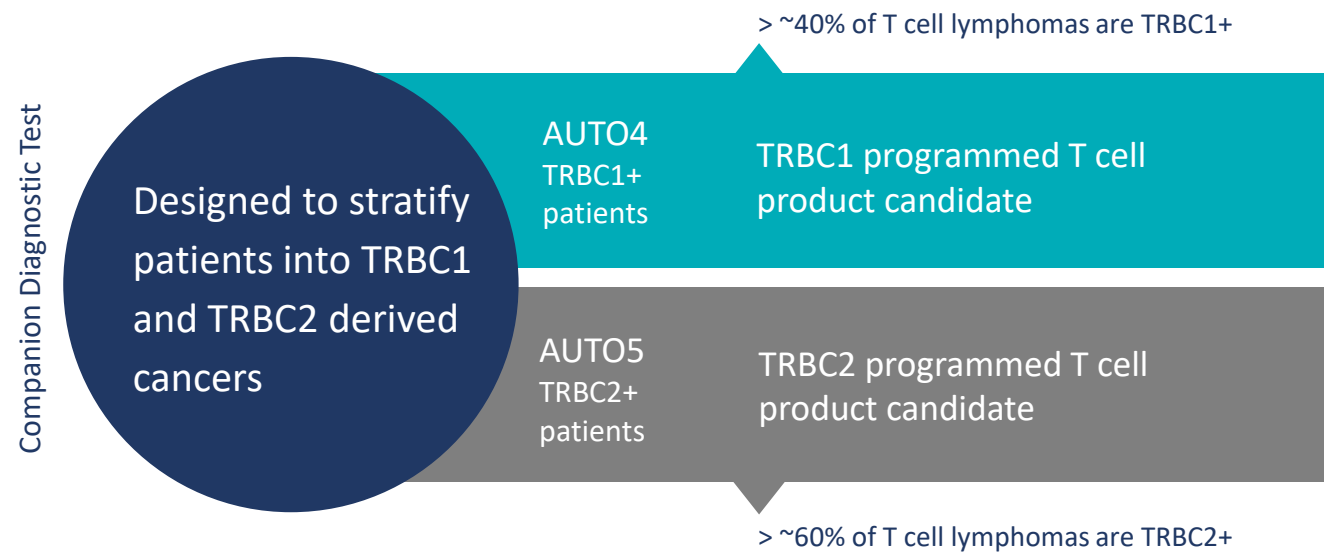 Companion Diagnostic Test
Designed to stratify
patients into TRBC1
and TRBC2 derived
cancers
> ~40% of T cell lymphomas are TRBC1+
AUTO4
TRBC1+
patients
TRBC1 programmed T cell
product candidate
AUTO5
TRBC2+
patients
TRBC2 programmed T cell
product candidate
> ~60% of T cell lymphomas are TRBC2+